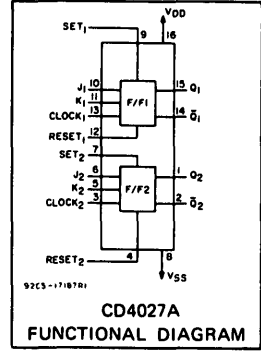 VDD
SET1
9
16
J1 10
K1 11
CLOCK1 13
F/F1
15 Q1
14 Q̅1
RESET1 12
SET2 7
J2 6
K2 5
CLOCK2 3
F/F2
1 Q2
2 Q̅2
RESET2
4
8
VSS
92CS-17187R1
CD4027A
FUNCTIONAL DIAGRAM